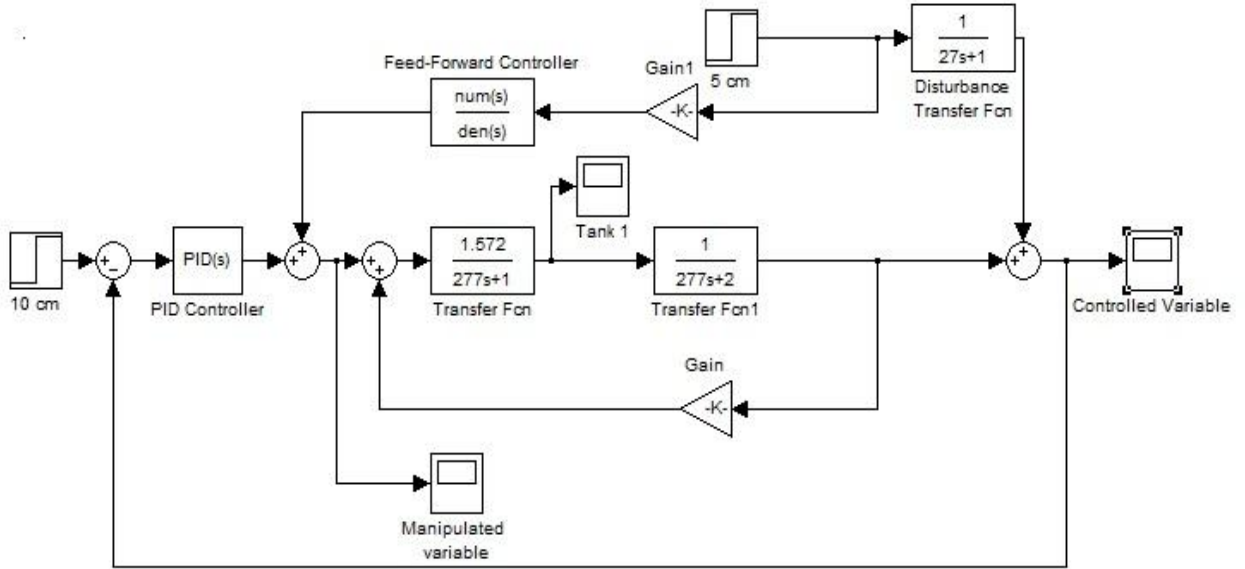 5 cm
1
27s+1
Disturbance
Transfer Fcn
Feed-Forward Controller
num(s)
den(s)
Gain1
-K-
Tank 1
10 cm
+
−
PID(s)
PID Controller
+
+
+
+
1.572
277s+1
Transfer Fcn
1
277s+2
Transfer Fcn1
+
+
Controlled Variable
Gain
-K-
Manipulated
variable